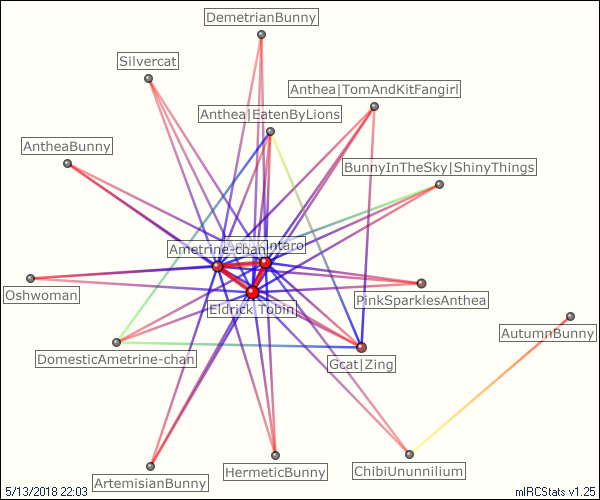 DemetrianBunny
Silvercat
Anthea|TomAndKitFangirl
Anthea|EatenByLions
AntheaBunny
BunnyInTheSky|ShinyThings
Ametrine-chan
Oshwoman
Eldrick Tobin
PinkSparklesAnthea
AutumnBunny
DomesticAmetrine-chan
Gcat|Zing
ChibiUnunnilium
HermeticBunny
ArtemisianBunny
5/13/2018 22:03
mIRCStats v1.25